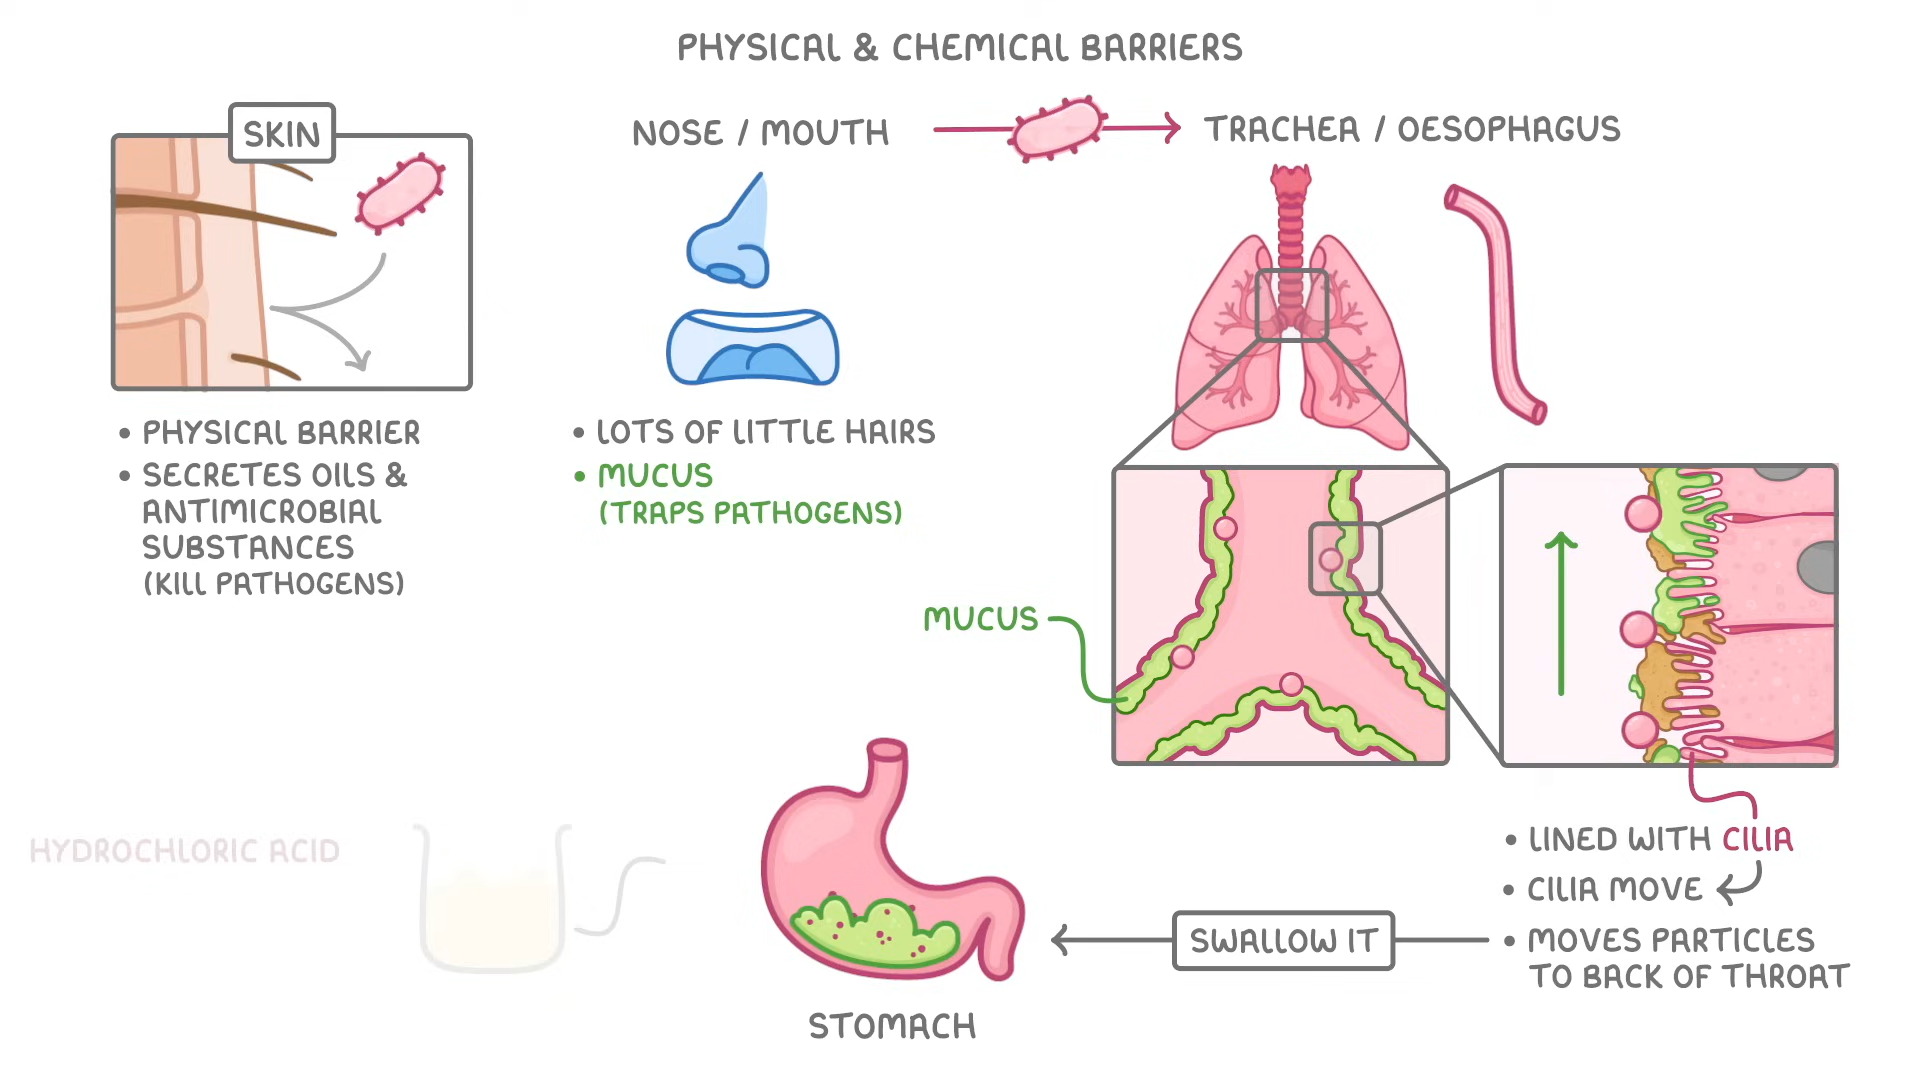 PHYSICAL & CHEMICAL BARRIERS
SKIN
• PHYSICAL BARRIER
• SECRETES OILS &
ANTIMICROBIAL
SUBSTANCES
(KILL PATHOGENS)
NOSE / MOUTH
• LOTS OF LITTLE HAIRS
• MUCUS
(TRAPS PATHOGENS)
TRACHEA / OESOPHAGUS
MUCUS
• LINED WITH CILIA
• CILIA MOVE
• MOVES PARTICLES
TO BACK OF THROAT
SWALLOW IT
STOMACH
HYDROCHLORIC ACID